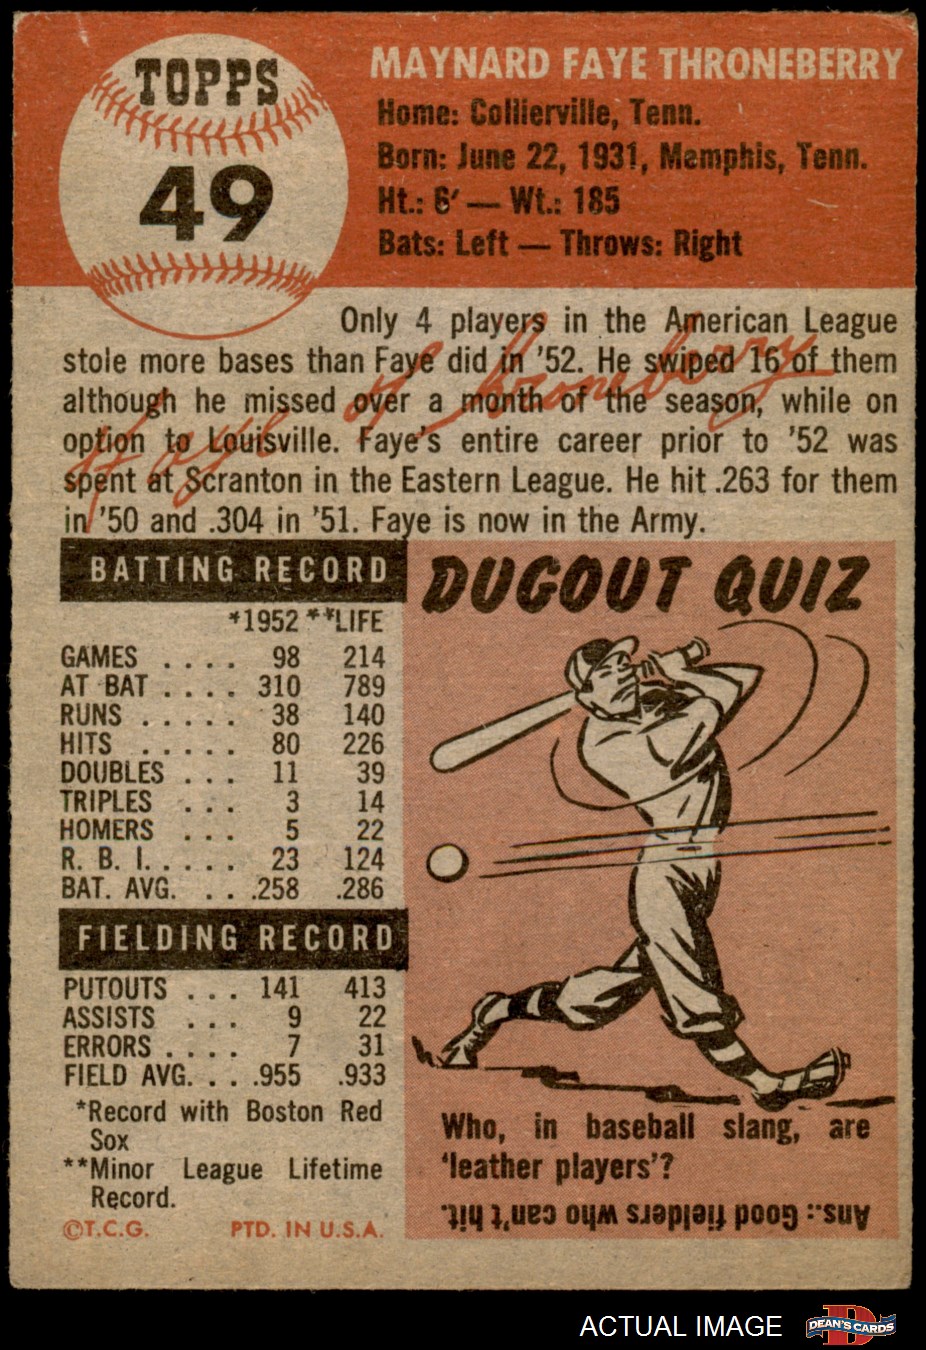 TOPPS
49
MAYNARD FAYE THRONEBERRY
Home: Collierville, Tenn.
Born: June 22, 1931, Memphis, Tenn.
Ht.: 6' — Wt.: 185
Bats: Left — Throws: Right
Only 4 players in the American League
stole more bases than Faye did in '52. He swiped 16 of them
although he missed over a month of the season, while on
option to Louisville. Faye's entire career prior to '52 was
spent at Scranton in the Eastern League. He hit .263 for them
in '50 and .304 in '51. Faye is now in the Army.
Faye Throneberry
BATTING RECORD
*1952 **LIFE
GAMES . . . . 98 214
AT BAT . . . . 310 789
RUNS . . . . . 38 140
HITS . . . . . 80 226
DOUBLES . . . 11 39
TRIPLES . . . 3 14
HOMERS . . . 5 22
R. B. I. . . . . . 23 124
BAT. AVG. . . .258 .286
FIELDING RECORD
PUTOUTS . . . 141 413
ASSISTS . . . 9 22
ERRORS . . . . 7 31
FIELD AVG. . . .955 .933
*Record with Boston Red
Sox
**Minor League Lifetime
Record.
©T.C.G. PTD. IN U.S.A.
DUGOUT QUIZ
Who, in baseball slang, are
'leather players'?
Ans.: Good fielders who can't hit.
ACTUAL IMAGE
D
DEAN'S CARDS